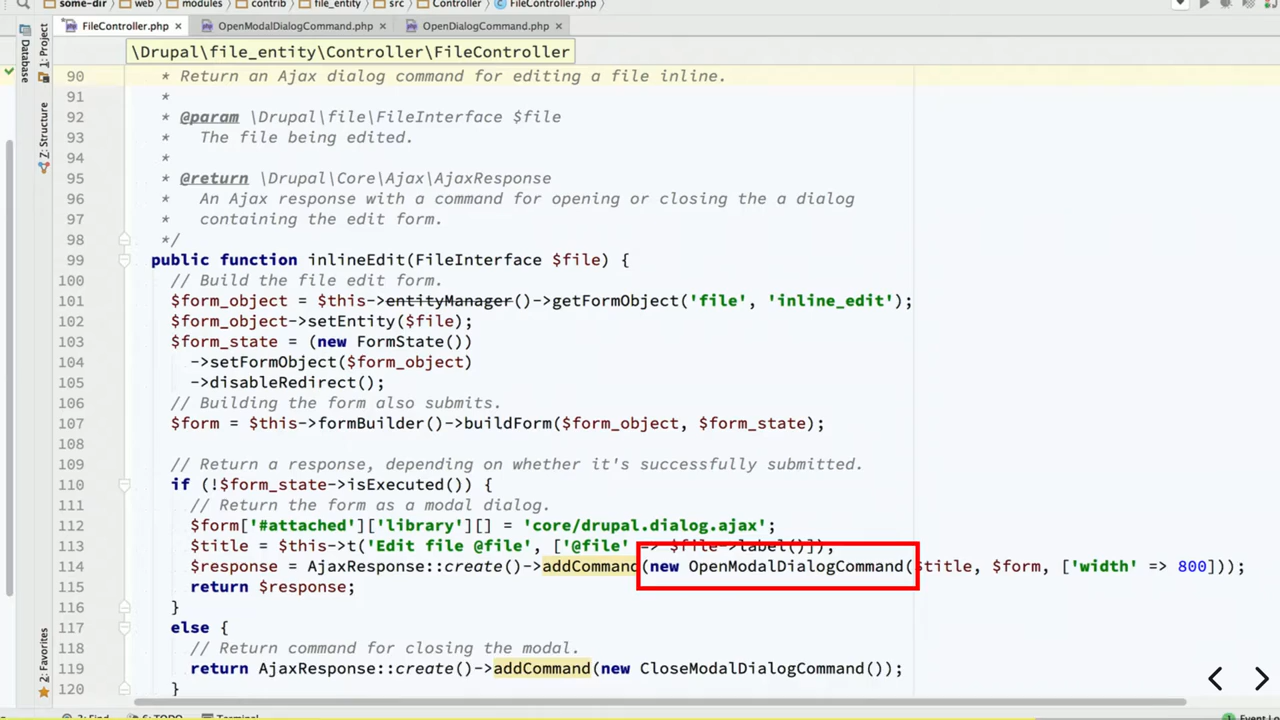 some-dir web modules contrib file_entity src Controller FileController.php
FileController.php × OpenModalDialogCommand.php × OpenDialogCommand.php ×
\Drupal\file_entity\Controller\FileController
Database
1: Project
Z: Structure
2: Favorites
90 * Return an Ajax dialog command for editing a file inline.
91 *
92 * @param \Drupal\file\FileInterface $file
93 * The file being edited.
94 *
95 * @return \Drupal\Core\Ajax\AjaxResponse
96 * An Ajax response with a command for opening or closing the a dialog
97 * containing the edit form.
98 */
99 public function inlineEdit(FileInterface $file) {
100 // Build the file edit form.
101 $form_object = $this->entityManager()->getFormObject('file', 'inline_edit');
102 $form_object->setEntity($file);
103 $form_state = (new FormState())
104 ->setFormObject($form_object)
105 ->disableRedirect();
106 // Building the form also submits.
107 $form = $this->formBuilder()->buildForm($form_object, $form_state);
108
109 // Return a response, depending on whether it's successfully submitted.
110 if (!$form_state->isExecuted()) {
111 // Return the form as a modal dialog.
112 $form['#attached']['library'][] = 'core/drupal.dialog.ajax';
113 $title = $this->t('Edit file @file', ['@file' => $file->label()]);
114 $response = AjaxResponse::create()->addCommand(new OpenModalDialogCommand($title, $form, ['width' => 800]));
115 return $response;
116 }
117 else {
118 // Return command for closing the modal.
119 return AjaxResponse::create()->addCommand(new CloseModalDialogCommand());
120 }
3: Find 6: TODO Terminal Event Lo